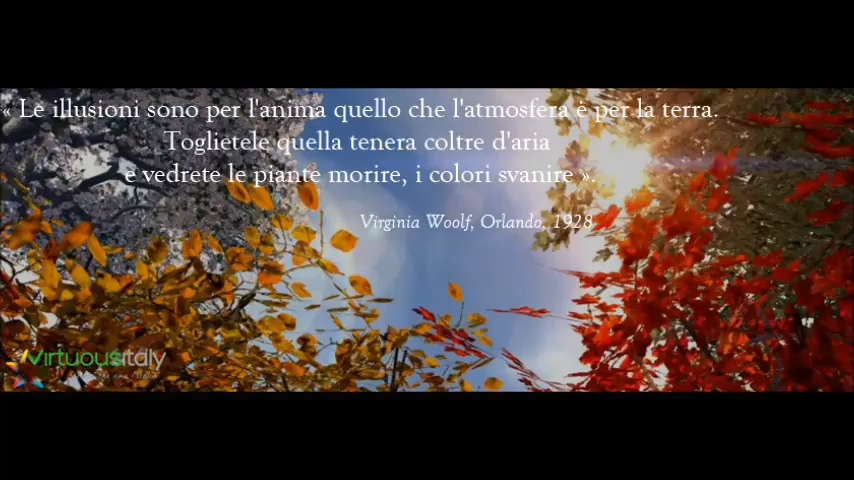 « Le illusioni sono per l'anima quello che l'atmosfera è per la terra.
Toglietele quella tenera coltre d'aria
e vedrete le piante morire, i colori svanire ».
Virginia Woolf, Orlando, 1928
virtuousitaly